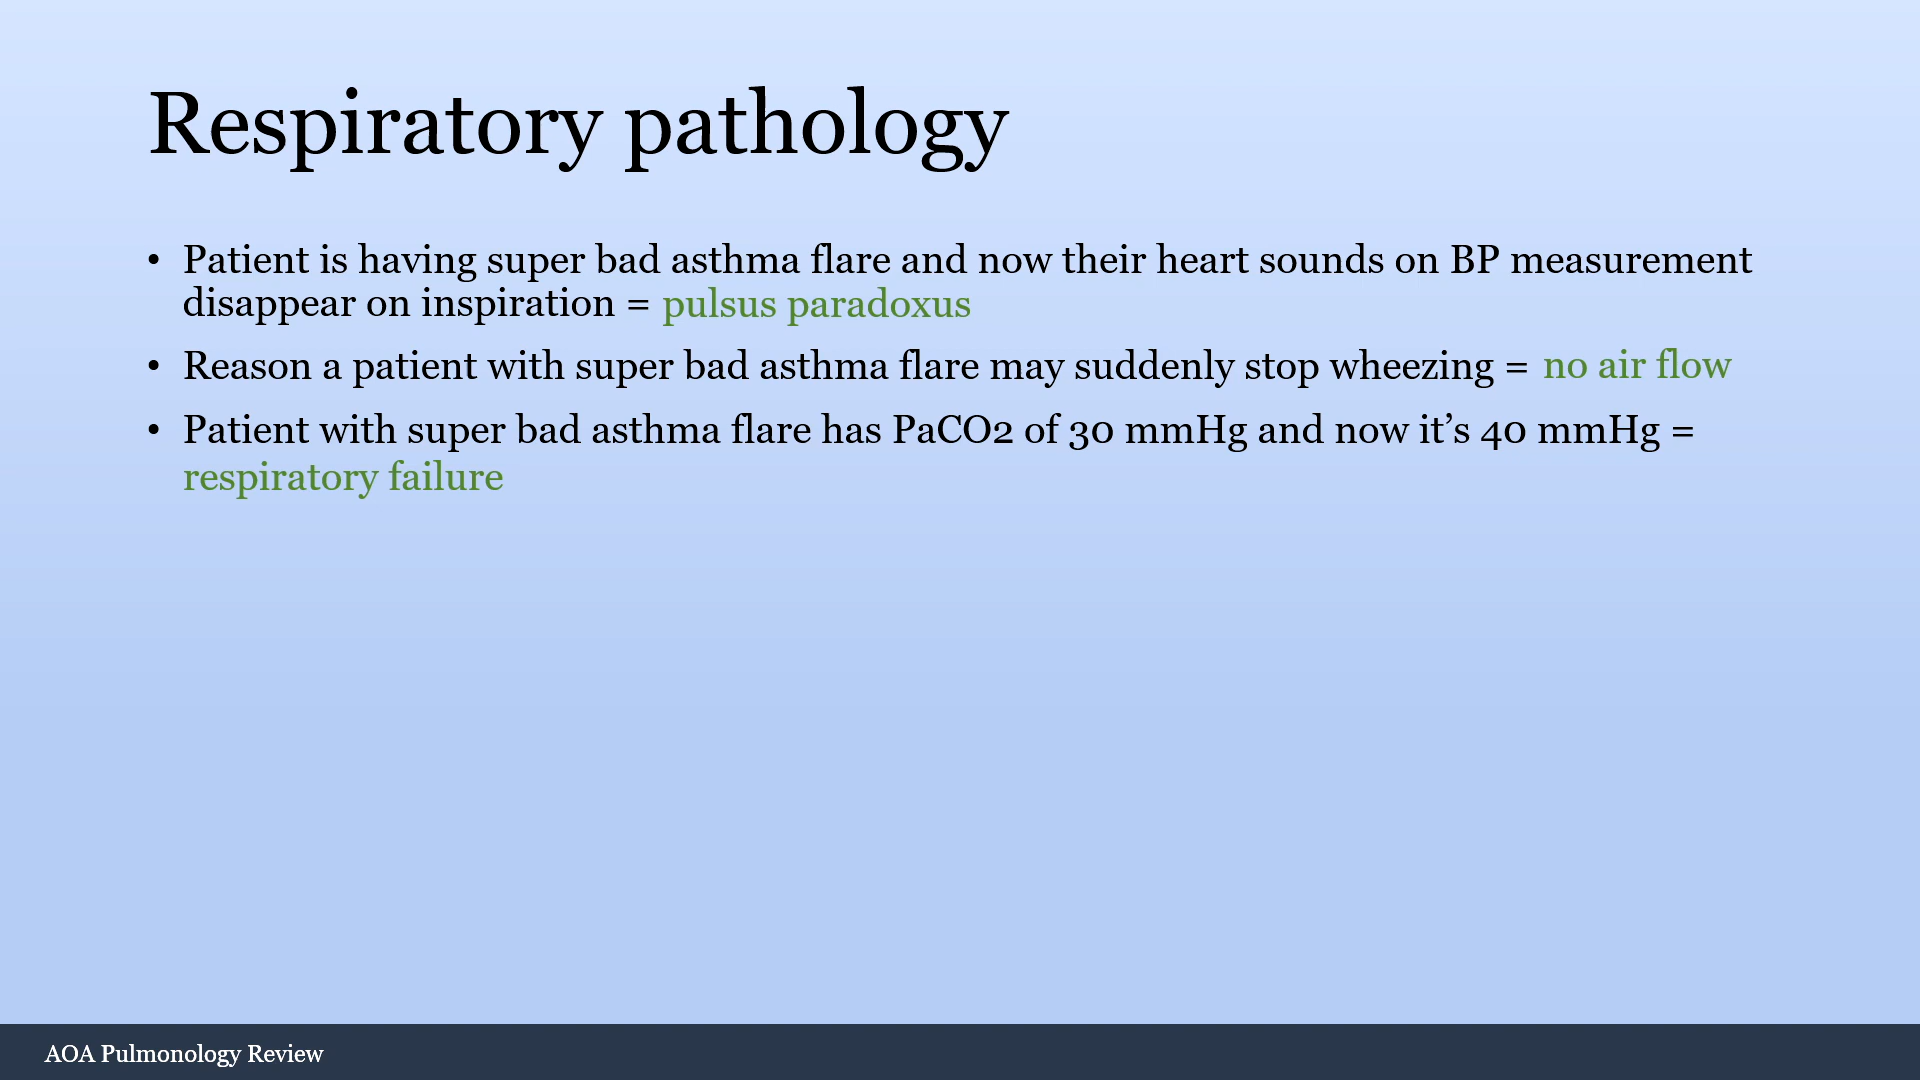 Respiratory pathology
• Patient is having super bad asthma flare and now their heart sounds on BP measurement
disappear on inspiration = pulsus paradoxus
• Reason a patient with super bad asthma flare may suddenly stop wheezing = no air flow
• Patient with super bad asthma flare has PaCO2 of 30 mmHg and now it’s 40 mmHg =
respiratory failure
AOA Pulmonology Review